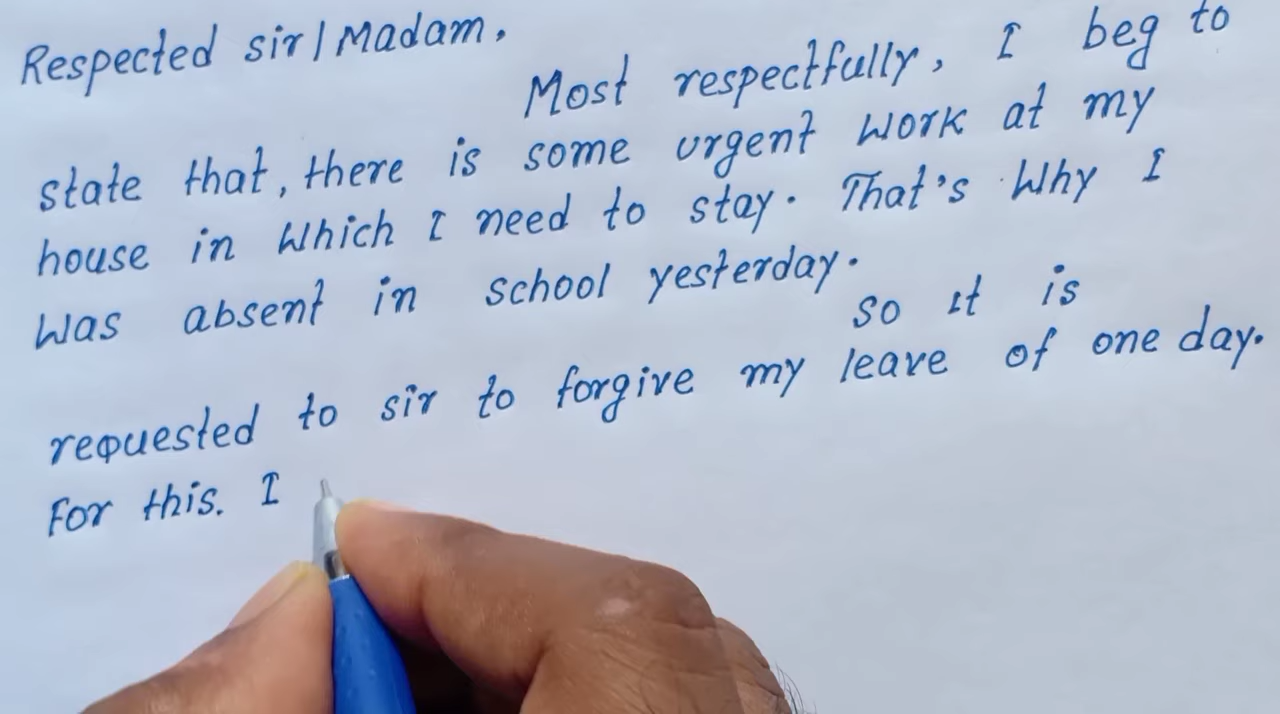 Respected sir / Madam.
Most respectfully, I beg to
state that, there is some urgent work at my
house in which I need to stay. That's why I
was absent in school yesterday.
so it is
requested to sir to forgive my leave of one day.
For this. I